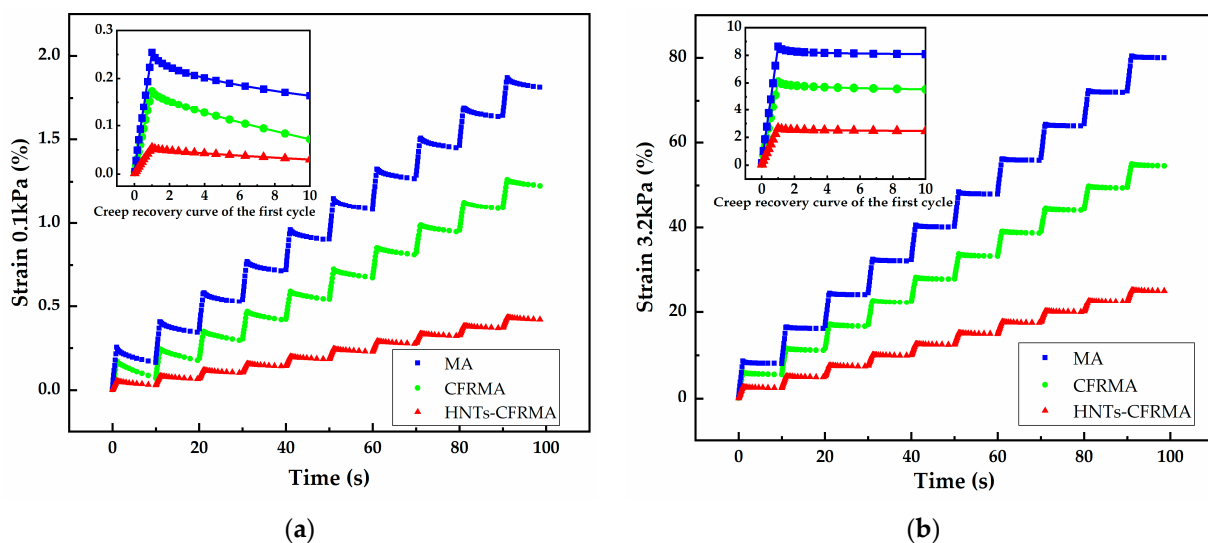 Strain 0.1kPa (%)
2.0
1.5
1.0
0.5
0.0
0.3
0.2
0.1
0.0
0 2 4 6 8 10
Creep recovery curve of the first cycle
MA
CFRMA
HNTs-CFRMA
0 20 40 60 80 100
Time (s)
(a)
Strain 3.2kPa (%)
80
60
40
20
0
10
8
6
4
2
0
0 2 4 6 8 10
Creep recovery curve of the first cycle
MA
CFRMA
HNTs-CFRMA
0 20 40 60 80 100
Time (s)
(b)